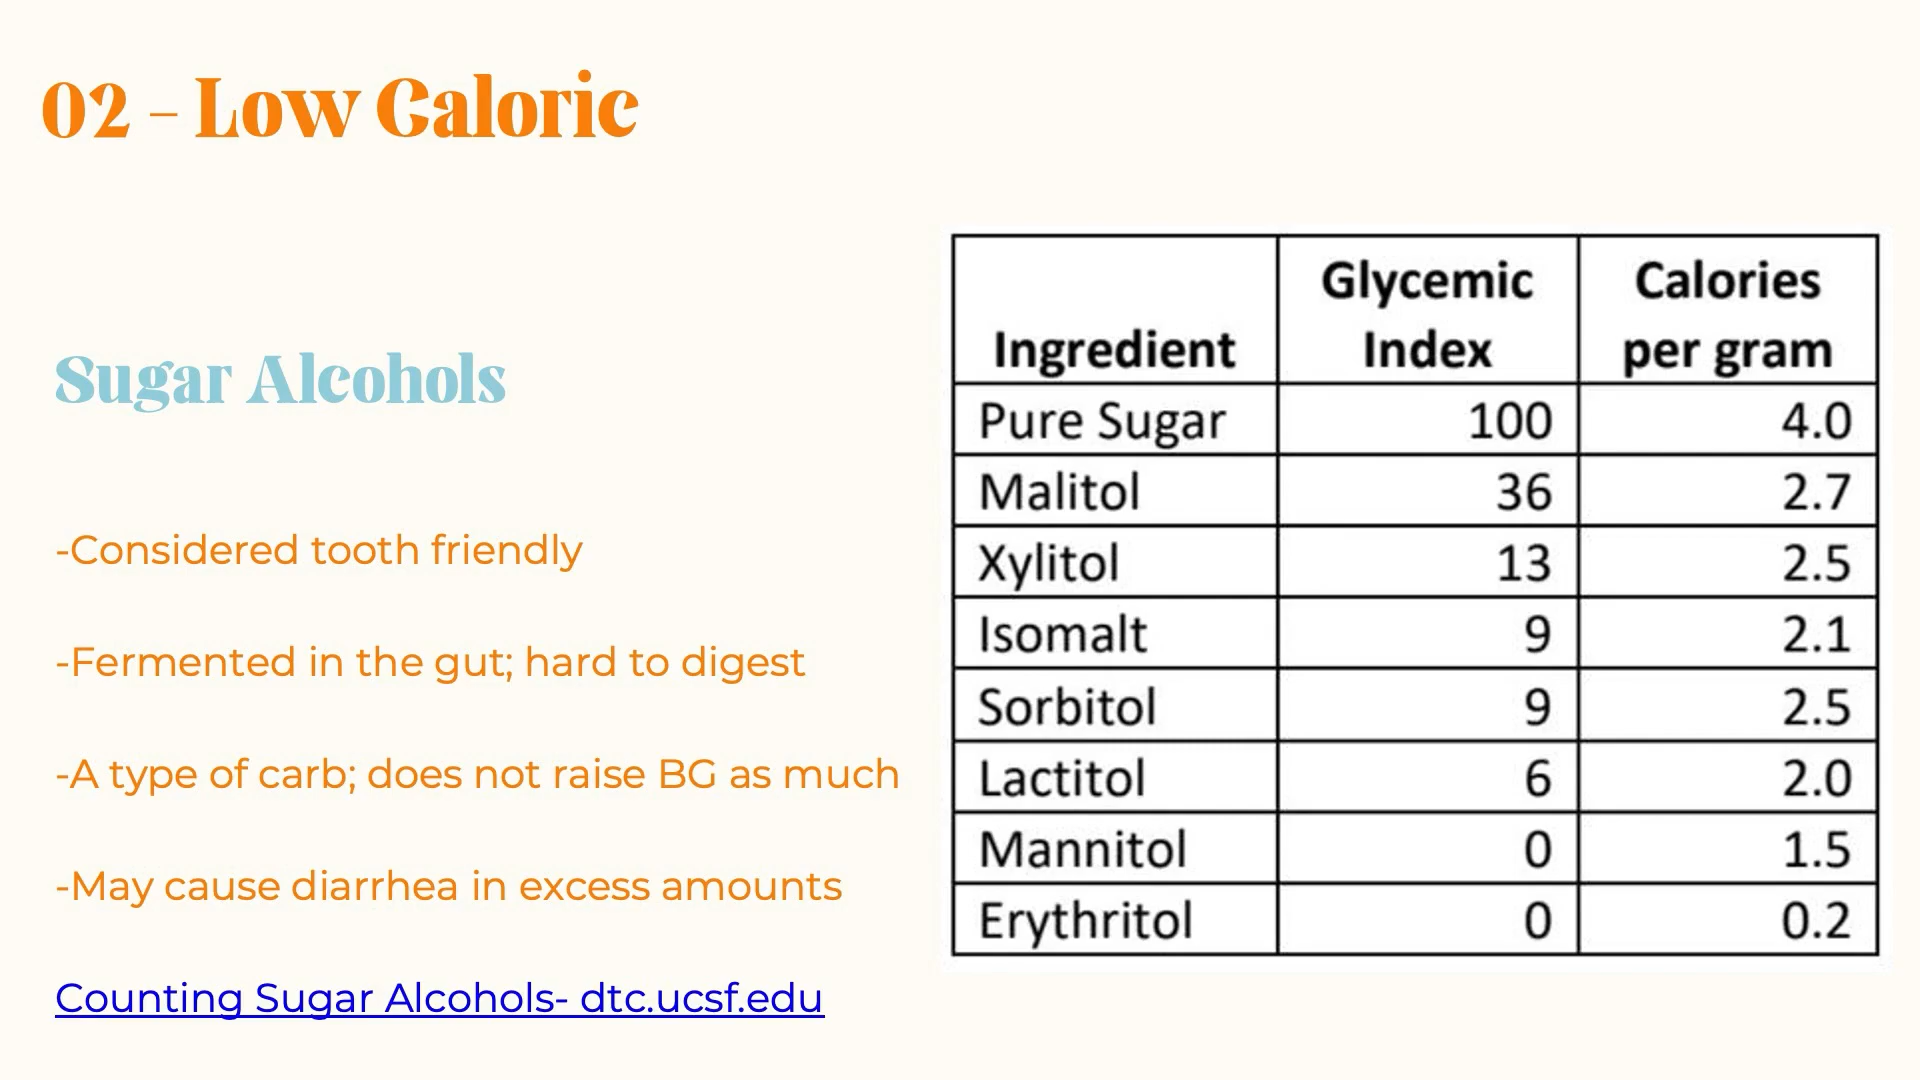 02 - Low Caloric
Sugar Alcohols
-Considered tooth friendly
-Fermented in the gut; hard to digest
-A type of carb; does not raise BG as much
-May cause diarrhea in excess amounts
Counting Sugar Alcohols- dtc.ucsf.edu
Glycemic Calories
Ingredient Index per gram
Pure Sugar 100 4.0
Malitol 36 2.7
Xylitol 13 2.5
Isomalt 9 2.1
Sorbitol 9 2.5
Lactitol 6 2.0
Mannitol 0 1.5
Erythritol 0 0.2